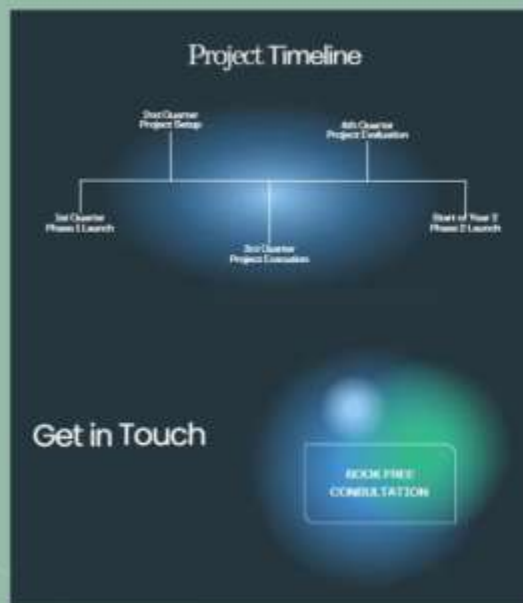 Project Timeline
2nd Quarter
Project Setup
4th Quarter
Project Evaluation
1st Quarter
Phase I Launch
3rd Quarter
Project Execution
Start of Year 2
Phase 2 Launch
Get in Touch
BOOK FREE
CONSULTATION